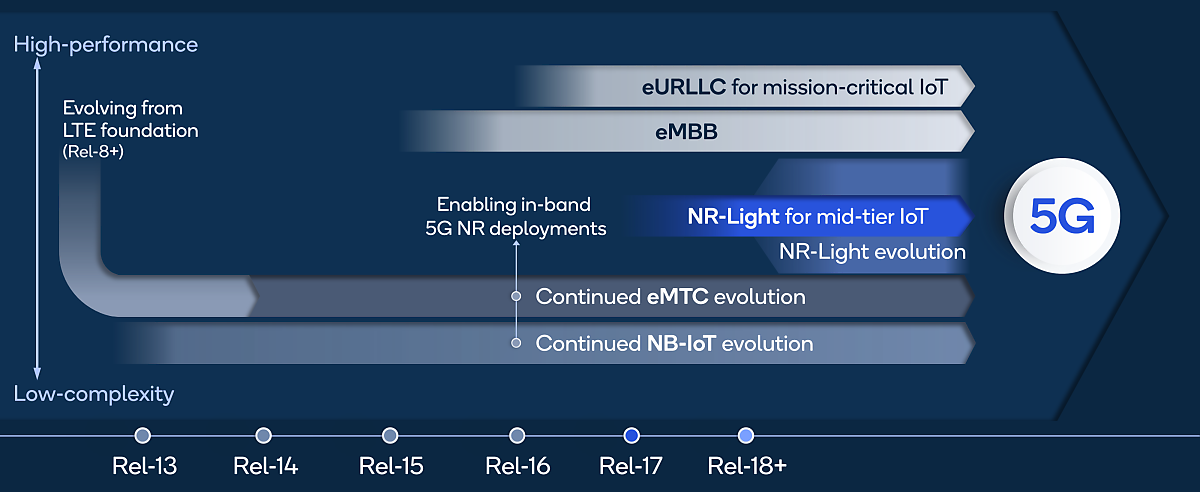 High-performance
Evolving from
LTE foundation
(Rel-8+)
eURLLC for mission-critical IoT
eMBB
Enabling in-band
5G NR deployments
NR-Light for mid-tier IoT
NR-Light evolution
5G
Continued eMTC evolution
Continued NB-IoT evolution
Low-complexity
Rel-13
Rel-14
Rel-15
Rel-16
Rel-17
Rel-18+